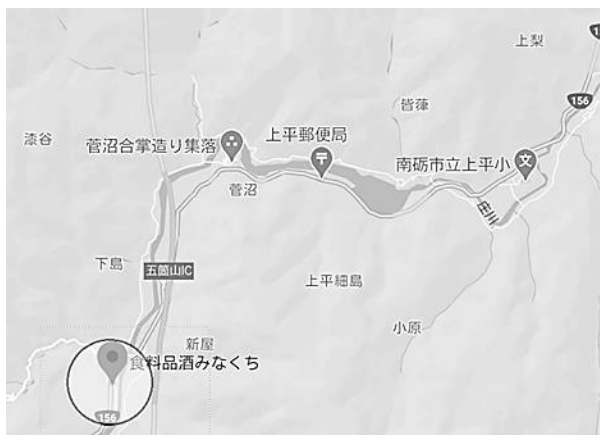 上梨
156
皆葎
漆谷
菅沼合掌造り集落
上平郵便局
南砺市立上平小
文
菅沼
庄川
下島
五箇山IC
上平細島
小原
新屋
食料品酒みなくち
156